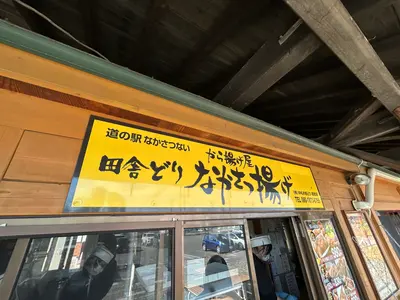 道の駅 なかさつない
から揚げ屋
田舎どり なかさつ揚げ